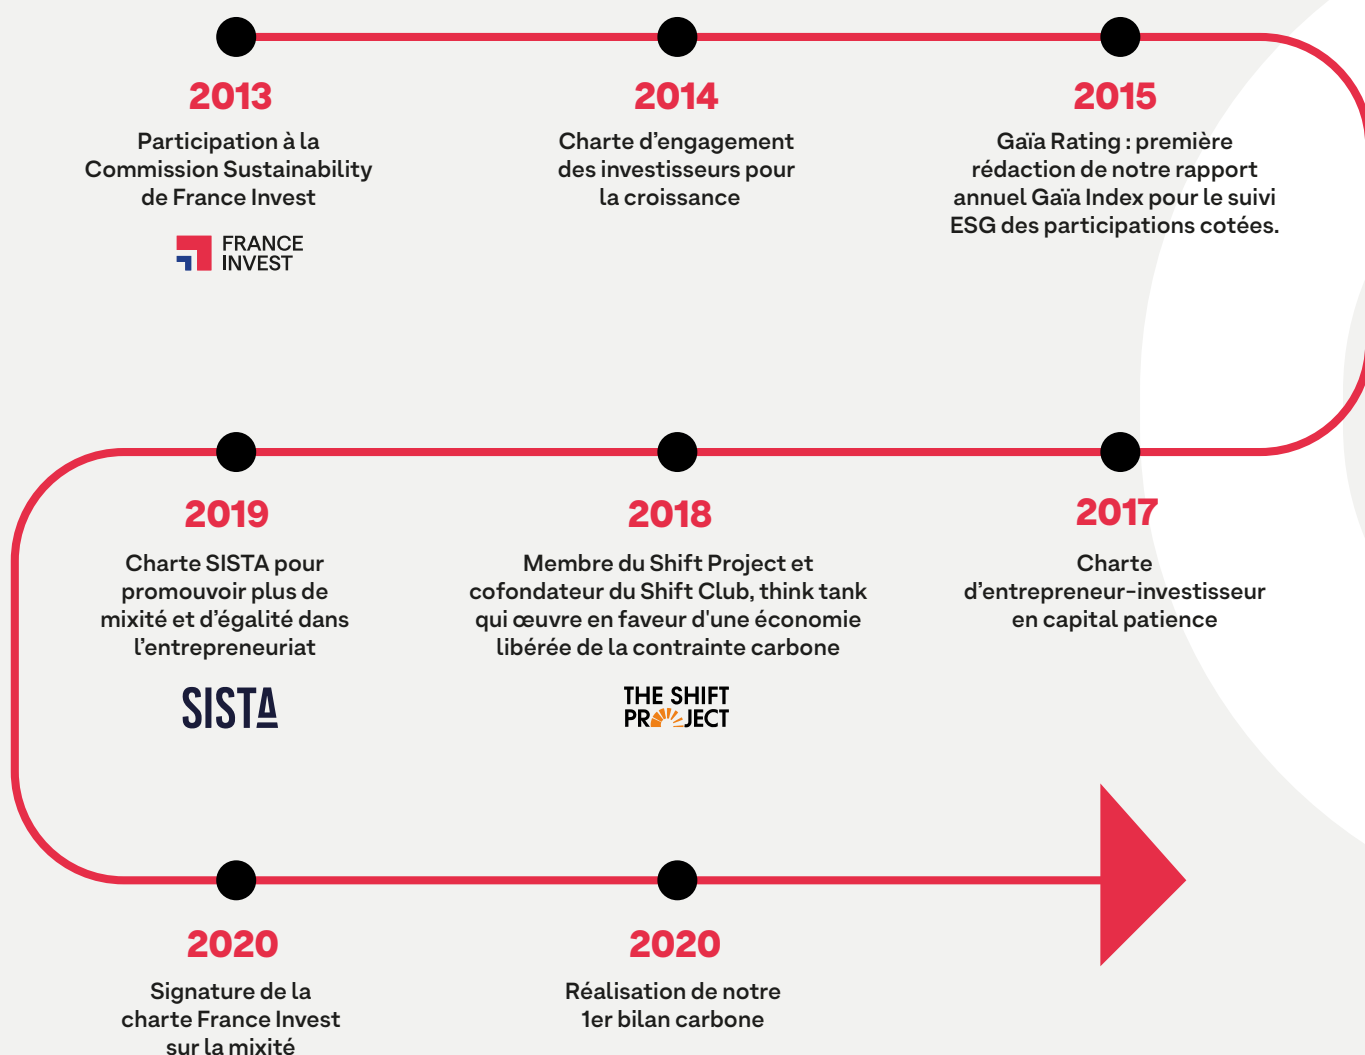 2013
Participation à la
Commission Sustainability
de France Invest
FRANCE
INVEST
2014
Charte d’engagement
des investisseurs pour
la croissance
2015
Gaïa Rating : première
rédaction de notre rapport
annuel Gaïa Index pour le suivi
ESG des participations cotées.
2019
Charte SISTA pour
promouvoir plus de
mixité et d’égalité dans
l’entrepreneuriat
SISTA
2018
Membre du Shift Project et
cofondateur du Shift Club, think tank
qui œuvre en faveur d'une économie
libérée de la contrainte carbone
THE SHIFT
PROJECT
2017
Charte
d’entrepreneur-investisseur
en capital patience
2020
Signature de la
charte France Invest
sur la mixité
2020
Réalisation de notre
1er bilan carbone